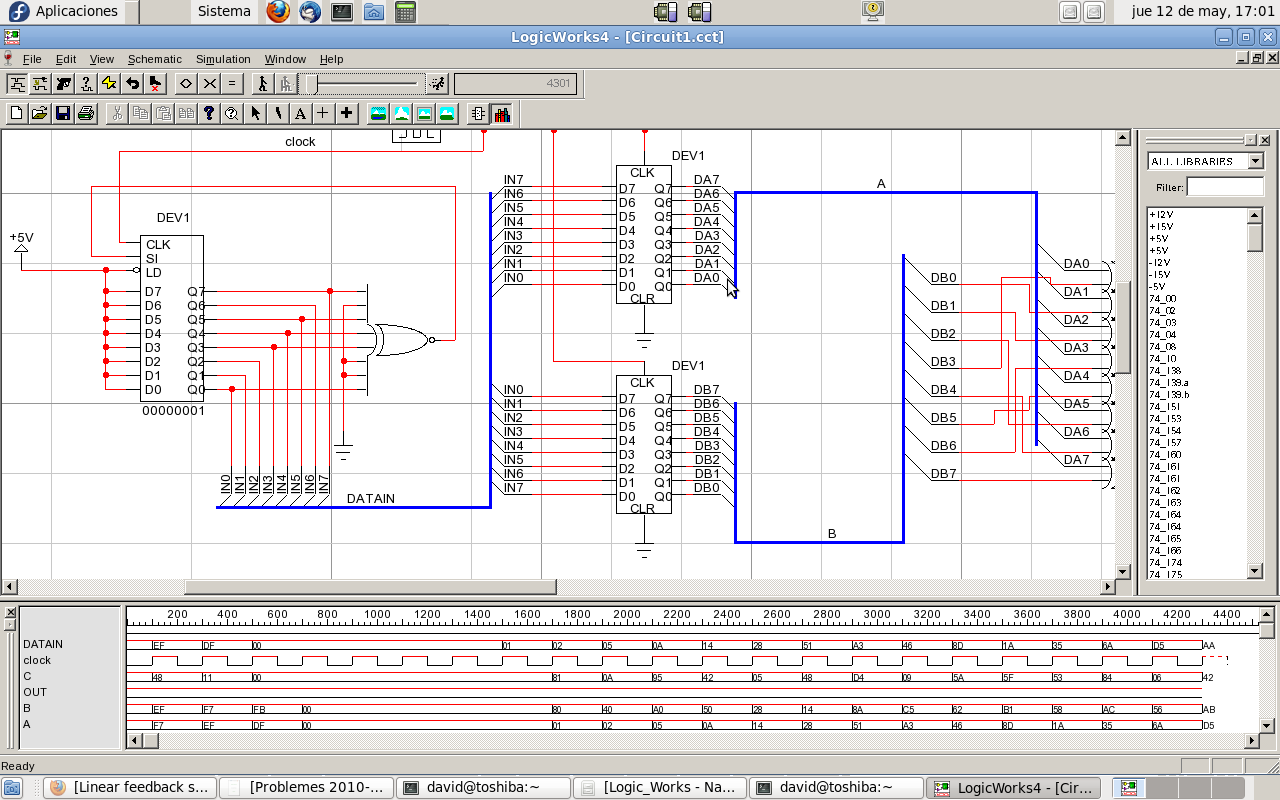 Aplicaciones Sistema jue 12 de may, 17:01
LogicWorks4 - [Circuit1.cct]
File Edit View Schematic Simulation Window Help
4301
clock
DEV1
+5V
CLK
SI
LD
D7 Q7
D6 Q6
D5 Q5
D4 Q4
D3 Q3
D2 Q2
D1 Q1
D0 Q0
00000001
IN0 IN1 IN2 IN3 IN4 IN5 IN6 IN7
DATAIN
DEV1
CLK
IN7 D7 Q7 DA7
IN6 D6 Q6 DA6
IN5 D5 Q5 DA5
IN4 D4 Q4 DA4
IN3 D3 Q3 DA3
IN2 D2 Q2 DA2
IN1 D1 Q1 DA1
IN0 D0 Q0 DA0
CLR
DEV1
CLK
IN0 D7 Q7 DB7
IN1 D6 Q6 DB6
IN2 D5 Q5 DB5
IN3 D4 Q4 DB4
IN4 D3 Q3 DB3
IN5 D2 Q2 DB2
IN6 D1 Q1 DB1
IN7 D0 Q0 DB0
CLR
A
B
DB0
DB1
DB2
DB3
DB4
DB5
DB6
DB7
DA0
DA1
DA2
DA3
DA4
DA5
DA6
DA7
ALL LIBRARIES
Filter:
+12V
+15V
+5V
+5V
-12V
-15V
-5V
74_00
74_02
74_03
74_04
74_08
74_10
74_138
74_139.a
74_139.b
74_151
74_153
74_154
74_157
74_160
74_161
74_161
74_162
74_163
74_164
74_164
74_165
74_166
74_174
74_175
200 400 600 800 1000 1200 1400 1600 1800 2000 2200 2400 2600 2800 3000 3200 3400 3600 3800 4000 4200 4400
DATAIN EF DF 00 01 02 05 0A 14 28 51 A3 46 8D 1A 35 6A D5 AA
clock
C 48 11 00 81 0A 95 42 05 48 D4 09 5A 5F 53 84 06 42
OUT
B EF F7 FB 00 80 40 A0 50 28 14 8A C5 62 B1 58 AC 56 AB
A F7 EF DF 00 01 02 05 0A 14 28 51 A3 46 8D 1A 35 6A D5
Ready
[Linear feedback s... [Problemes 2010-... david@toshiba:~ [Logic_Works - Na... david@toshiba:~ LogicWorks4 - [Cir...